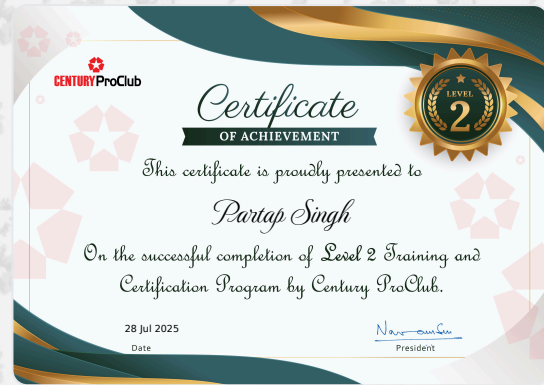 CENTURY ProClub
Certificate
OF ACHIEVEMENT
LEVEL
2
This certificate is proudly presented to
Partap Singh
On the successful completion of Level 2 Training and
Certification Program by Century ProClub.
28 Jul 2025
Date
President